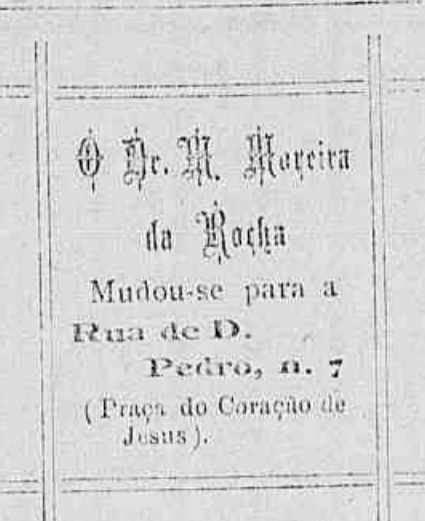 O Dr. M. Moreira
da Rocha
Mudou-se para a
Rua de D.
Pedro, n. 7
(Praça do Coração de
Jesus).